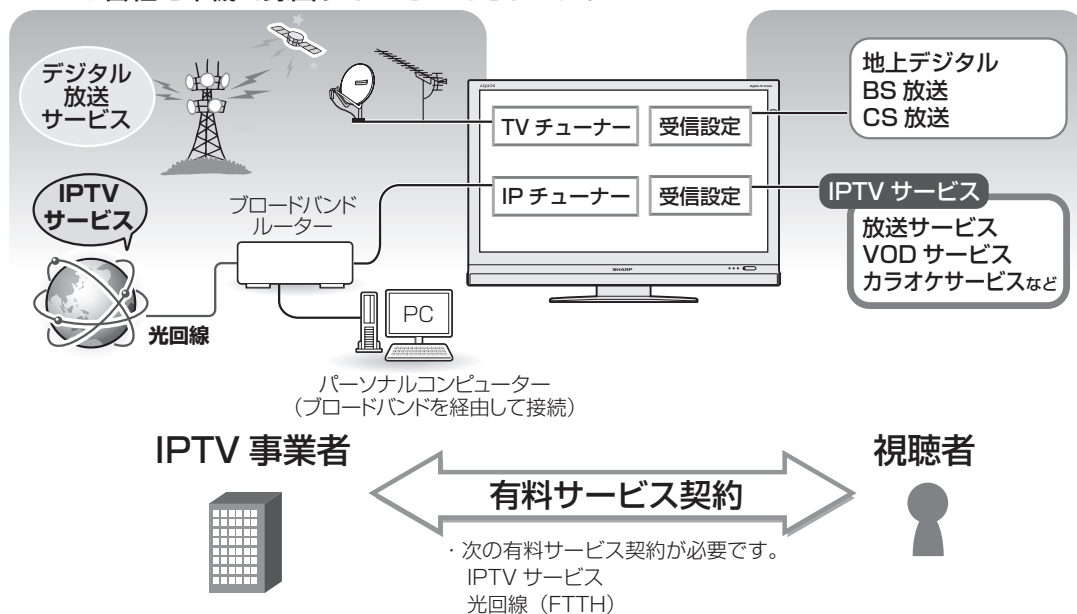 デジタル
放送
サービス
IPTV
サービス
ブロードバンド
ルーター
光回線
PC
パーソナルコンピューター
（ブロードバンドを経由して接続）
AQUOS
TV チューナー
受信設定
IP チューナー
受信設定
SHARP
地上デジタル
BS 放送
CS 放送
IPTV サービス
放送サービス
VOD サービス
カラオケサービスなど
IPTV 事業者
有料サービス契約
視聴者
・次の有料サービス契約が必要です。
IPTV サービス
光回線（FTTH）